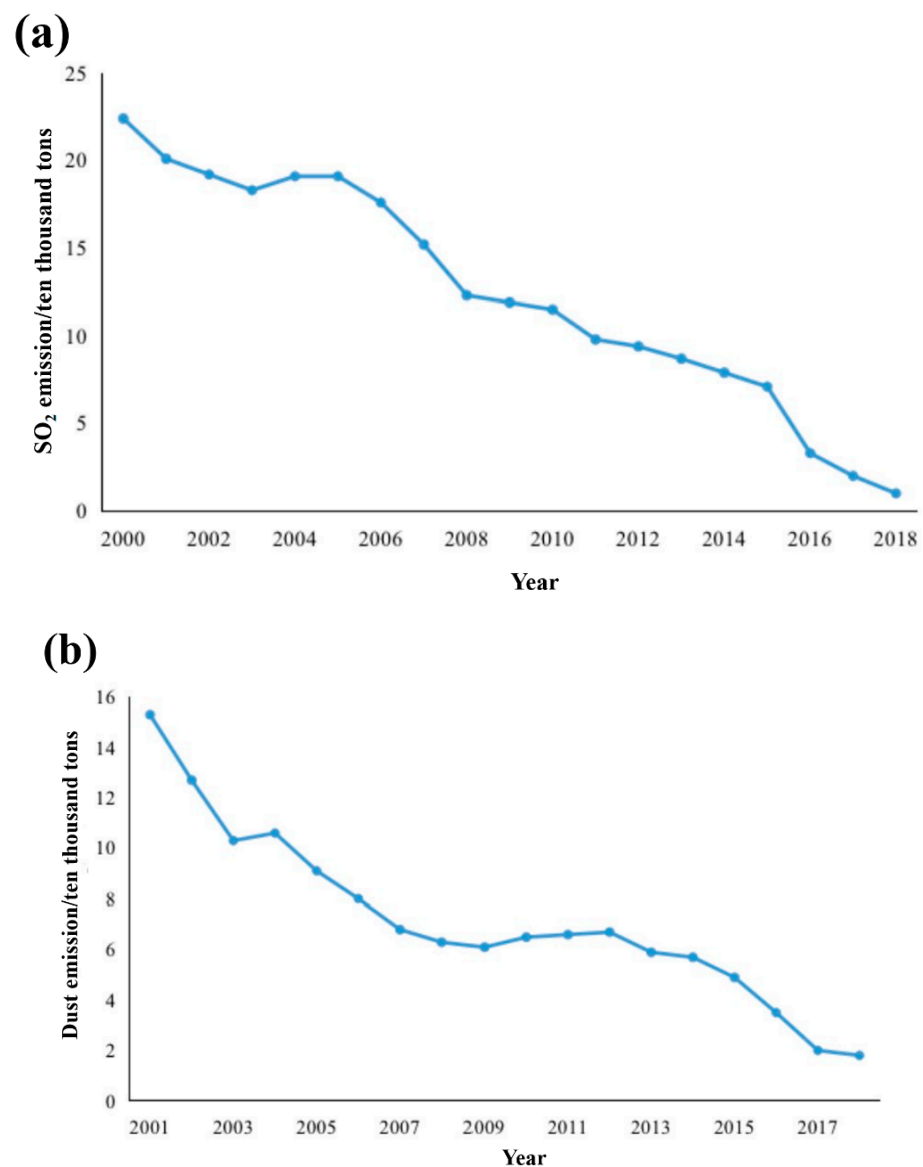 (a)
SO₂ emission/ten thousand tons
25
20
15
10
5
0
2000 2002 2004 2006 2008 2010 2012 2014 2016 2018
Year
(b)
Dust emission/ten thousand tons
16
14
12
10
8
6
4
2
0
2001 2003 2005 2007 2009 2011 2013 2015 2017
Year